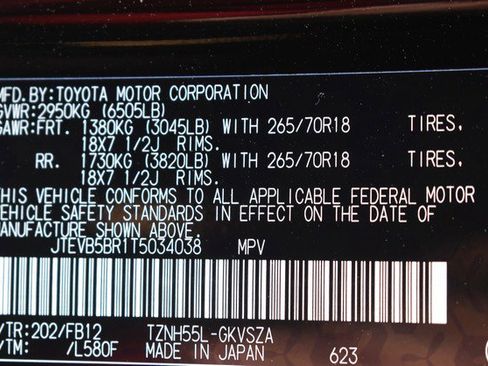 MFD.BY:TOYOTA MOTOR CORPORATION
GVWR:2950KG (6505LB)
GAWR:FRT. 1380KG (3045LB) WITH 265/70R18 TIRES.
18X7 1/2J RIMS.
RR. 1730KG (3820LB) WITH 265/70R18 TIRES.
18X7 1/2J RIMS.
THIS VEHICLE CONFORMS TO ALL APPLICABLE FEDERAL MOTOR
VEHICLE SAFETY STANDARDS IN EFFECT ON THE DATE OF
MANUFACTURE SHOWN ABOVE.
JTEVB5BR1T5034038 MPV
C/TR:202/FB12 TZNH55L-GKVSZA
A/TM: /L580F MADE IN JAPAN 623